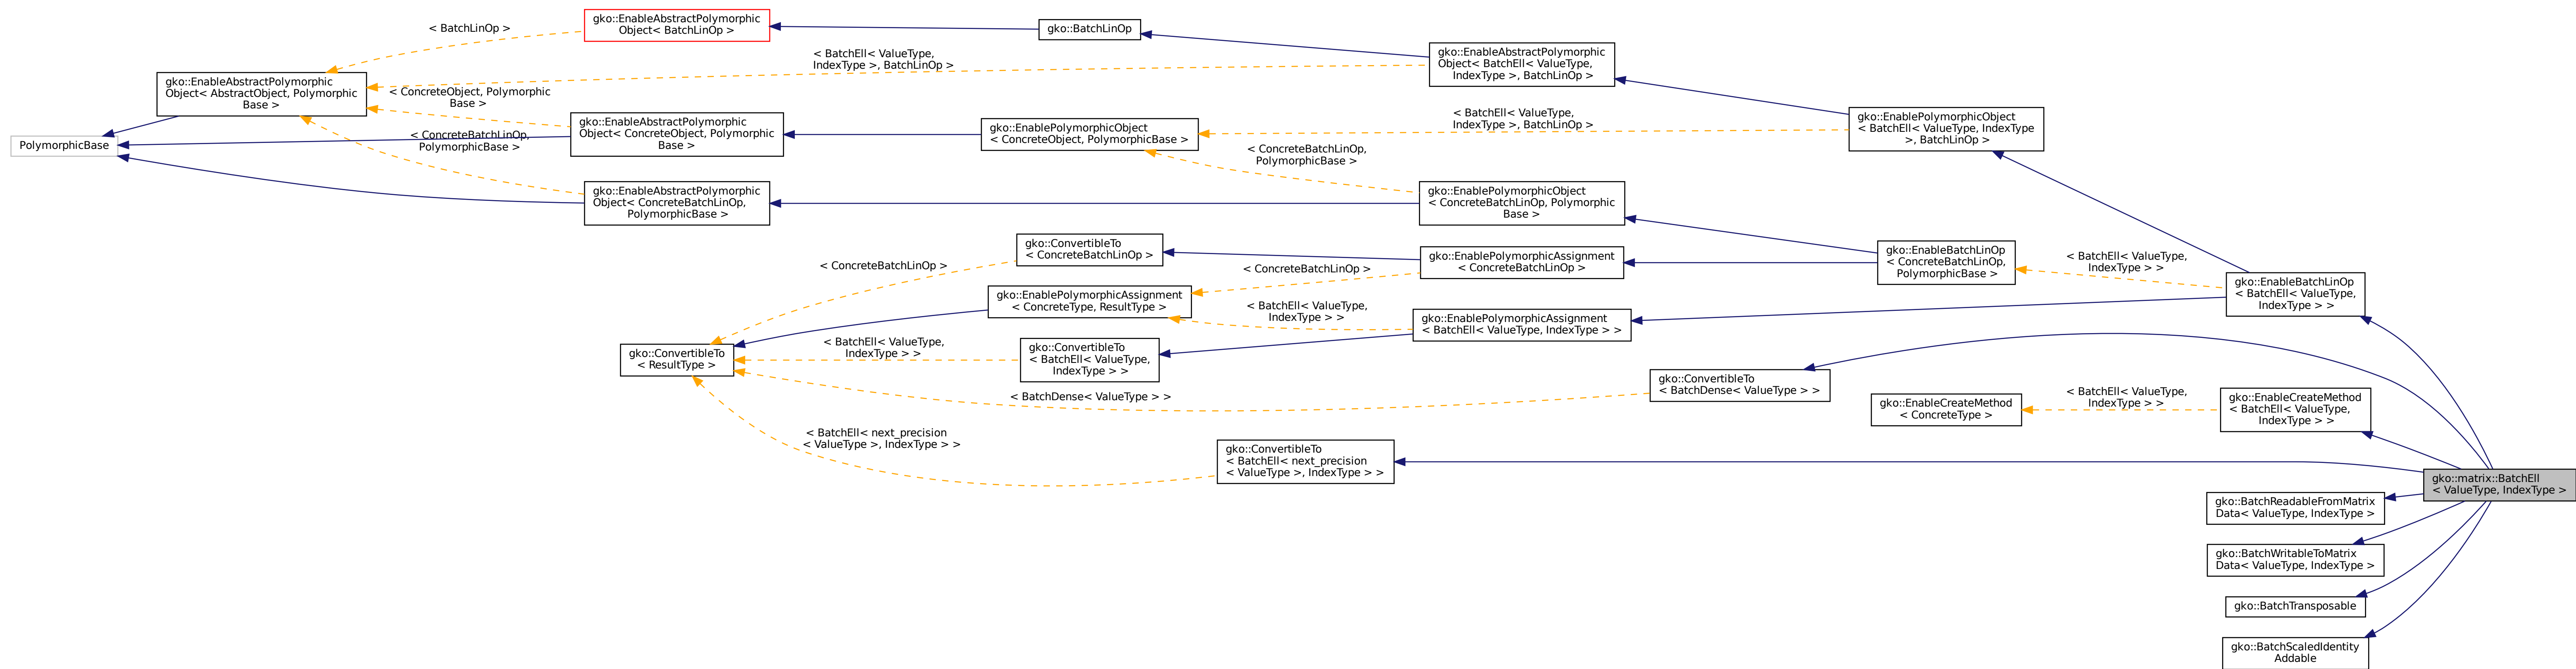 gko::EnableAbstractPolymorphic
Object< BatchLinOp >
< BatchLinOp >
gko::BatchLinOp
gko::EnableAbstractPolymorphic
Object< BatchEll< ValueType,
IndexType >, BatchLinOp >
< BatchEll< ValueType,
IndexType >, BatchLinOp >
gko::EnableAbstractPolymorphic
Object< AbstractObject, Polymorphic
Base >
< ConcreteObject, Polymorphic
Base >
gko::EnableAbstractPolymorphic
Object< ConcreteObject, Polymorphic
Base >
gko::EnablePolymorphicObject
< ConcreteObject, PolymorphicBase >
< BatchEll< ValueType,
IndexType >, BatchLinOp >
gko::EnablePolymorphicObject
< BatchEll< ValueType, IndexType
>, BatchLinOp >
PolymorphicBase
< ConcreteBatchLinOp,
PolymorphicBase >
< ConcreteBatchLinOp,
PolymorphicBase >
gko::EnableAbstractPolymorphic
Object< ConcreteBatchLinOp,
PolymorphicBase >
gko::EnablePolymorphicObject
< ConcreteBatchLinOp, Polymorphic
Base >
gko::ConvertibleTo
< ConcreteBatchLinOp >
gko::EnablePolymorphicAssignment
< ConcreteBatchLinOp >
gko::EnableBatchLinOp
< ConcreteBatchLinOp,
PolymorphicBase >
< BatchEll< ValueType,
IndexType > >
< ConcreteBatchLinOp >
< ConcreteBatchLinOp >
gko::EnableBatchLinOp
< BatchEll< ValueType,
IndexType > >
gko::EnablePolymorphicAssignment
< ConcreteType, ResultType >
< BatchEll< ValueType,
IndexType > >
gko::EnablePolymorphicAssignment
< BatchEll< ValueType, IndexType > >
gko::ConvertibleTo
< ResultType >
< BatchEll< ValueType,
IndexType > >
gko::ConvertibleTo
< BatchEll< ValueType,
IndexType > >
gko::ConvertibleTo
< BatchDense< ValueType > >
< BatchDense< ValueType > >
gko::EnableCreateMethod
< ConcreteType >
< BatchEll< ValueType,
IndexType > >
gko::EnableCreateMethod
< BatchEll< ValueType,
IndexType > >
< BatchEll< next_precision
< ValueType >, IndexType > >
gko::ConvertibleTo
< BatchEll< next_precision
< ValueType >, IndexType > >
gko::matrix::BatchEll
< ValueType, IndexType >
gko::BatchReadableFromMatrix
Data< ValueType, IndexType >
gko::BatchWritableToMatrix
Data< ValueType, IndexType >
gko::BatchTransposable
gko::BatchScaledIdentity
Addable